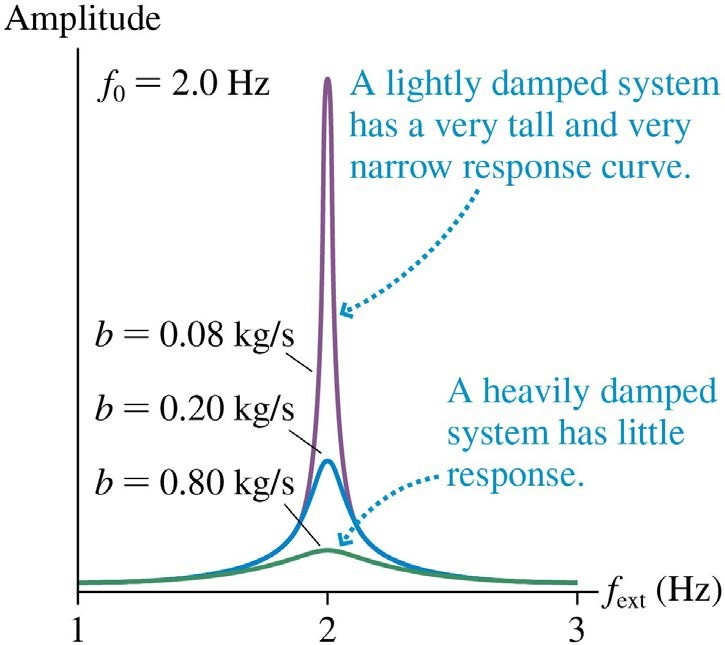 Amplitude
f₀ = 2.0 Hz
A lightly damped system
has a very tall and very
narrow response curve.
b = 0.08 kg/s
b = 0.20 kg/s
b = 0.80 kg/s
A heavily damped
system has little
response.
f_ext (Hz)
1 2 3